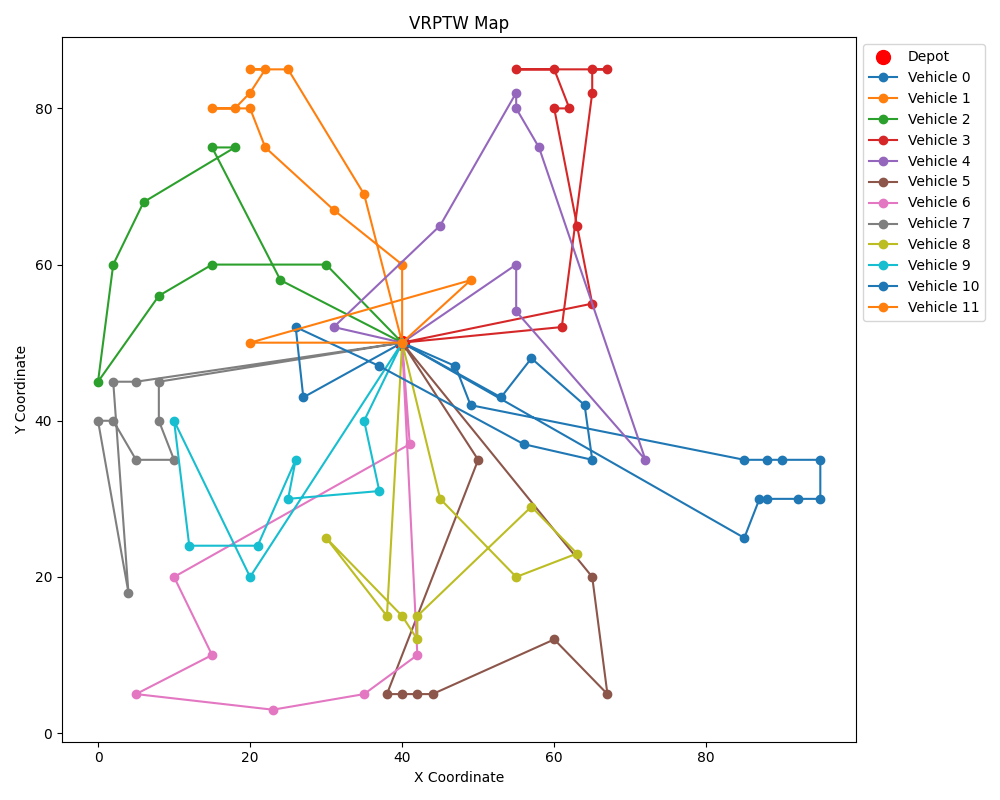 VRPTW Map
Y Coordinate
80
60
40
20
0
0 20 40 60 80
X Coordinate
Depot
Vehicle 0
Vehicle 1
Vehicle 2
Vehicle 3
Vehicle 4
Vehicle 5
Vehicle 6
Vehicle 7
Vehicle 8
Vehicle 9
Vehicle 10
Vehicle 11